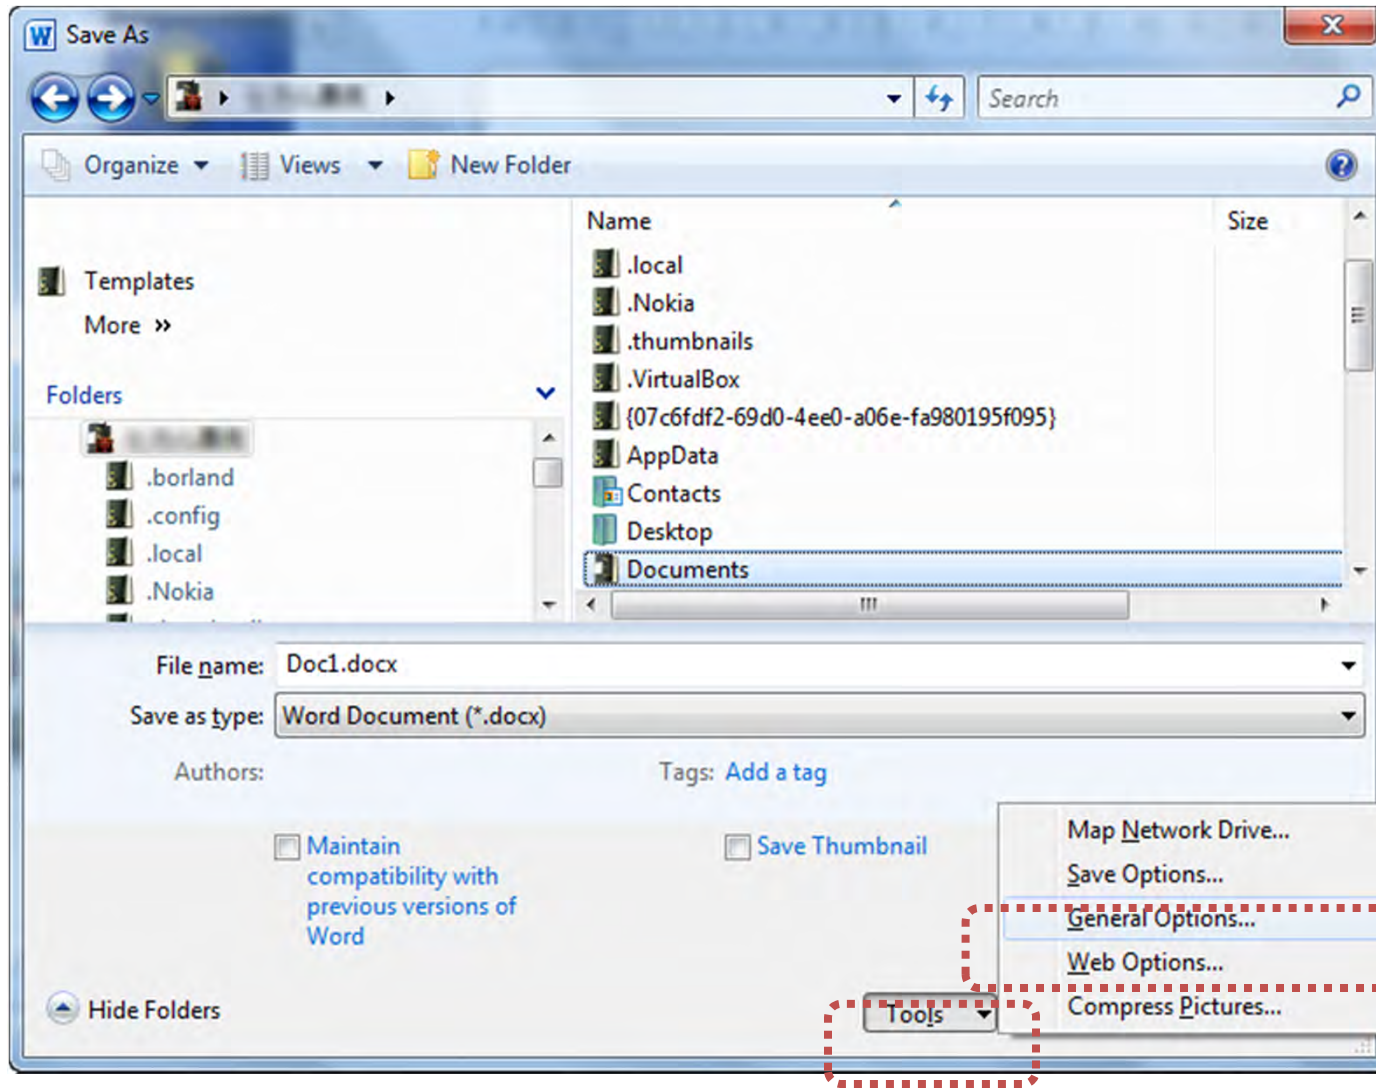 Save As
Search
Organize
Views
New Folder
Name
Size
Templates
More »
Folders
.borland
.config
.local
.Nokia
.local
.Nokia
.thumbnails
.VirtualBox
{07c6fdf2-69d0-4ee0-a06e-fa980195f095}
AppData
Contacts
Desktop
Documents
File name: Doc1.docx
Save as type: Word Document (*.docx)
Authors:
Tags: Add a tag
Maintain
compatibility with
previous versions of
Word
Save Thumbnail
Map Network Drive...
Save Options...
General Options...
Web Options...
Compress Pictures...
Hide Folders
Tools